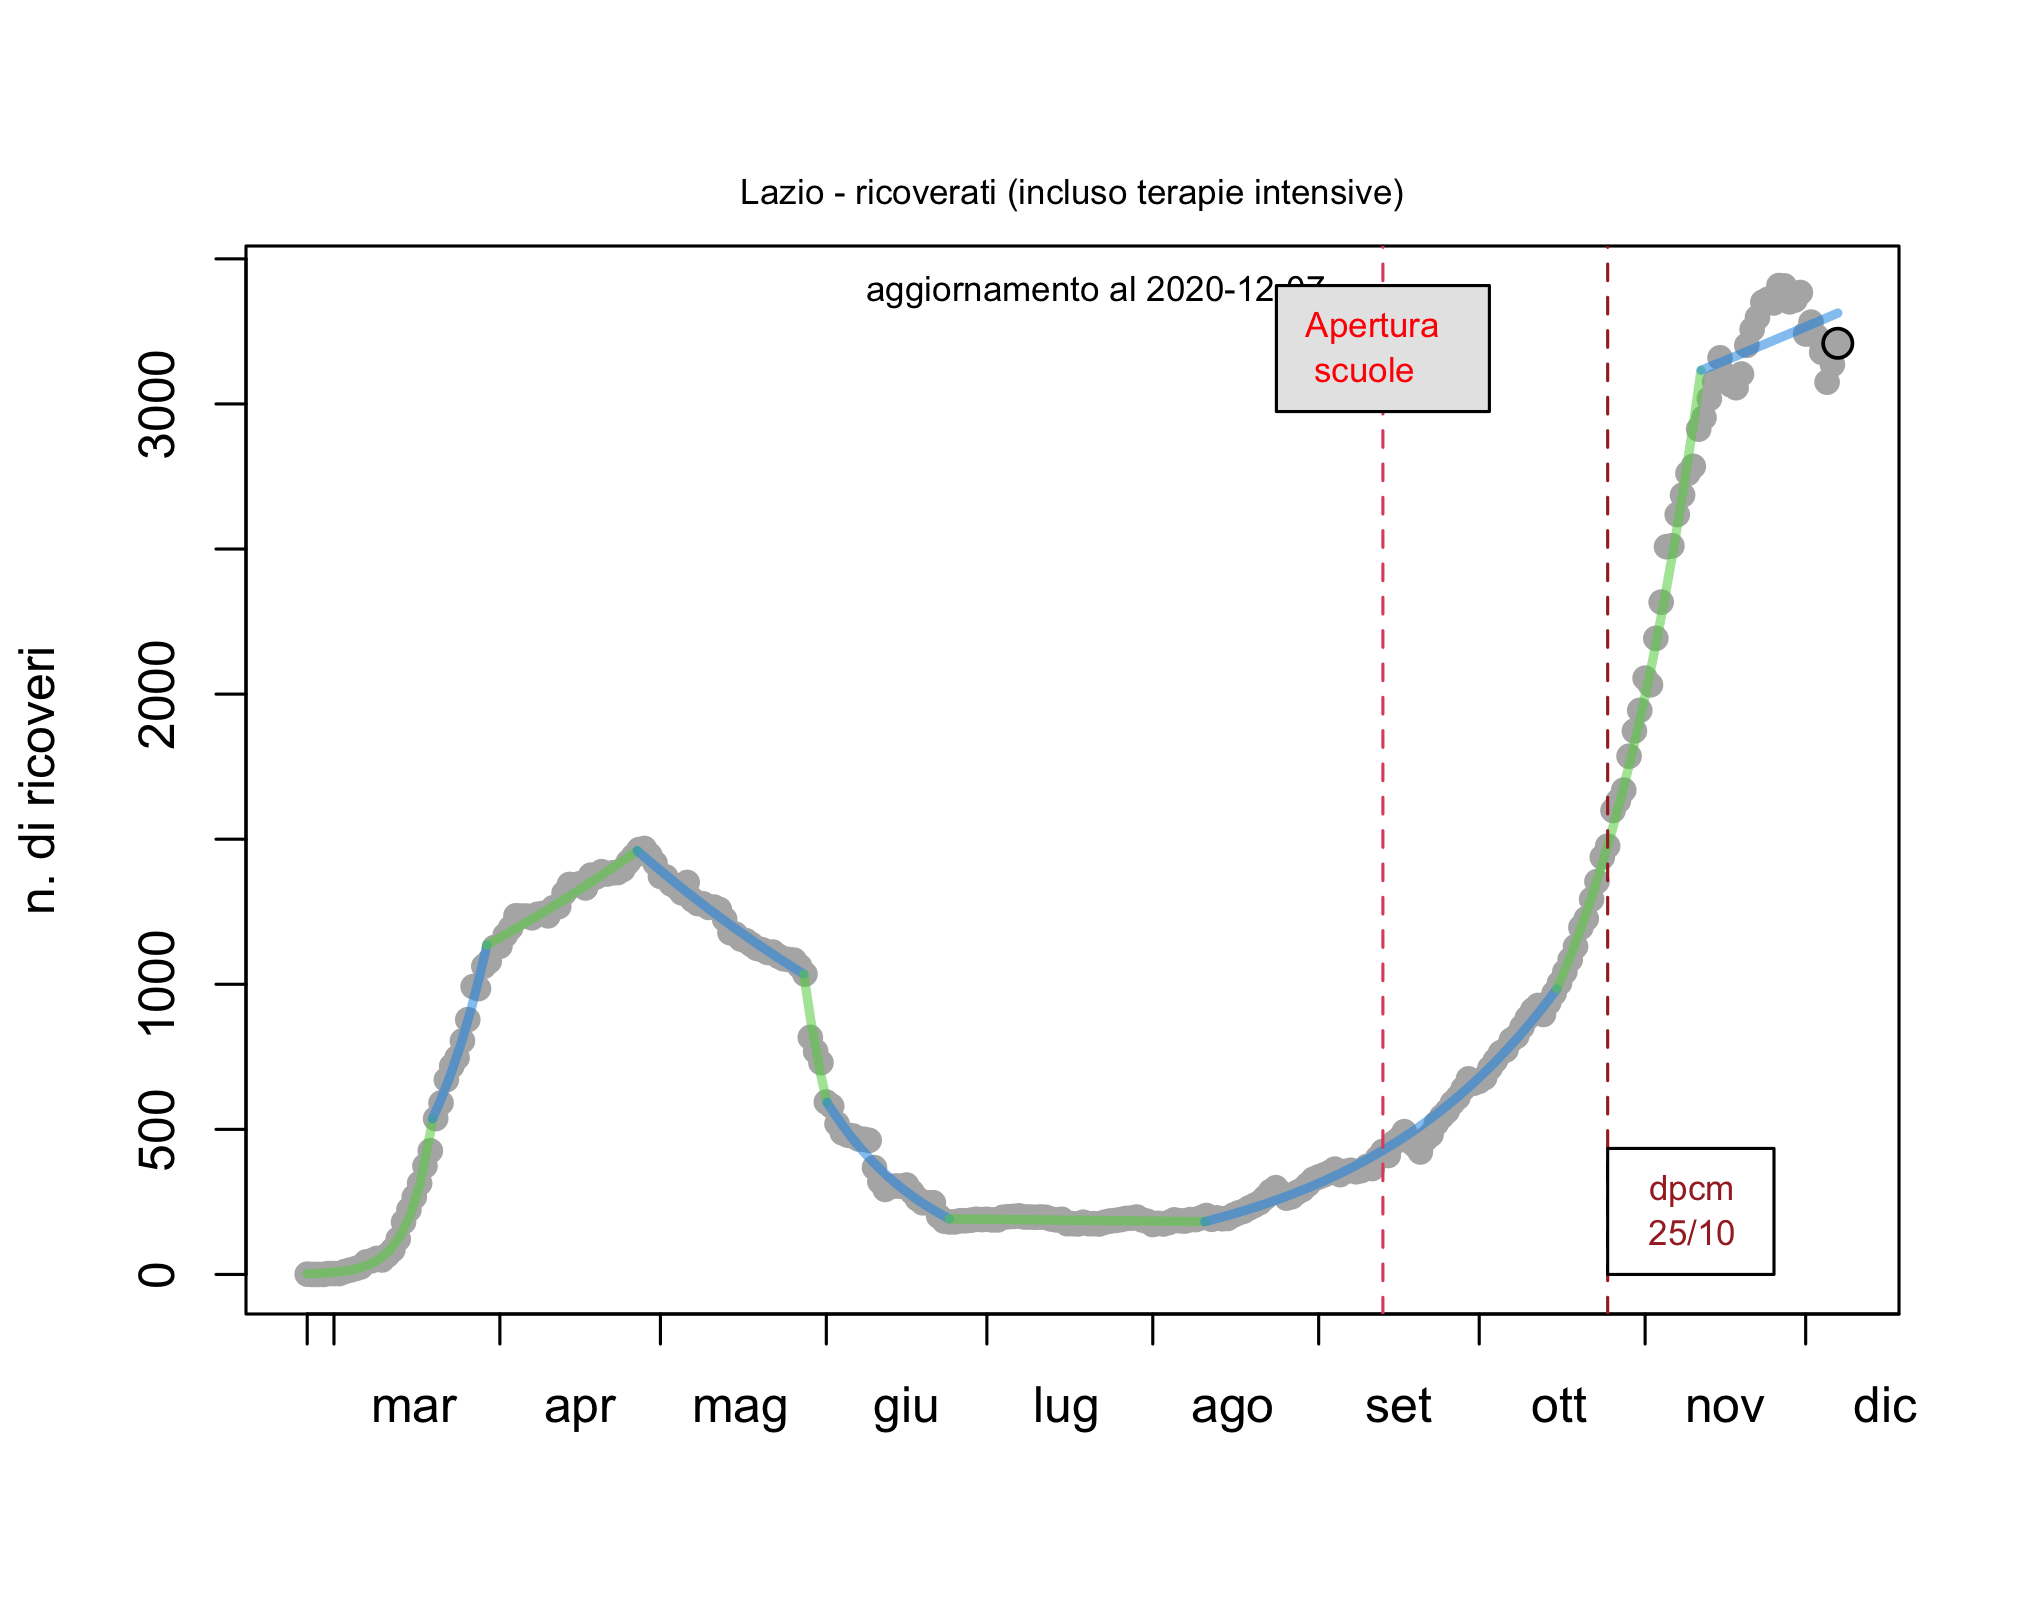 Lazio - ricoverati (incluso terapie intensive)
aggiornamento al 2020-12-07
Apertura
scuole
n. di ricoveri
3000
2000
1000
500
0
dpcm
25/10
mar apr mag giu lug ago set ott nov dic